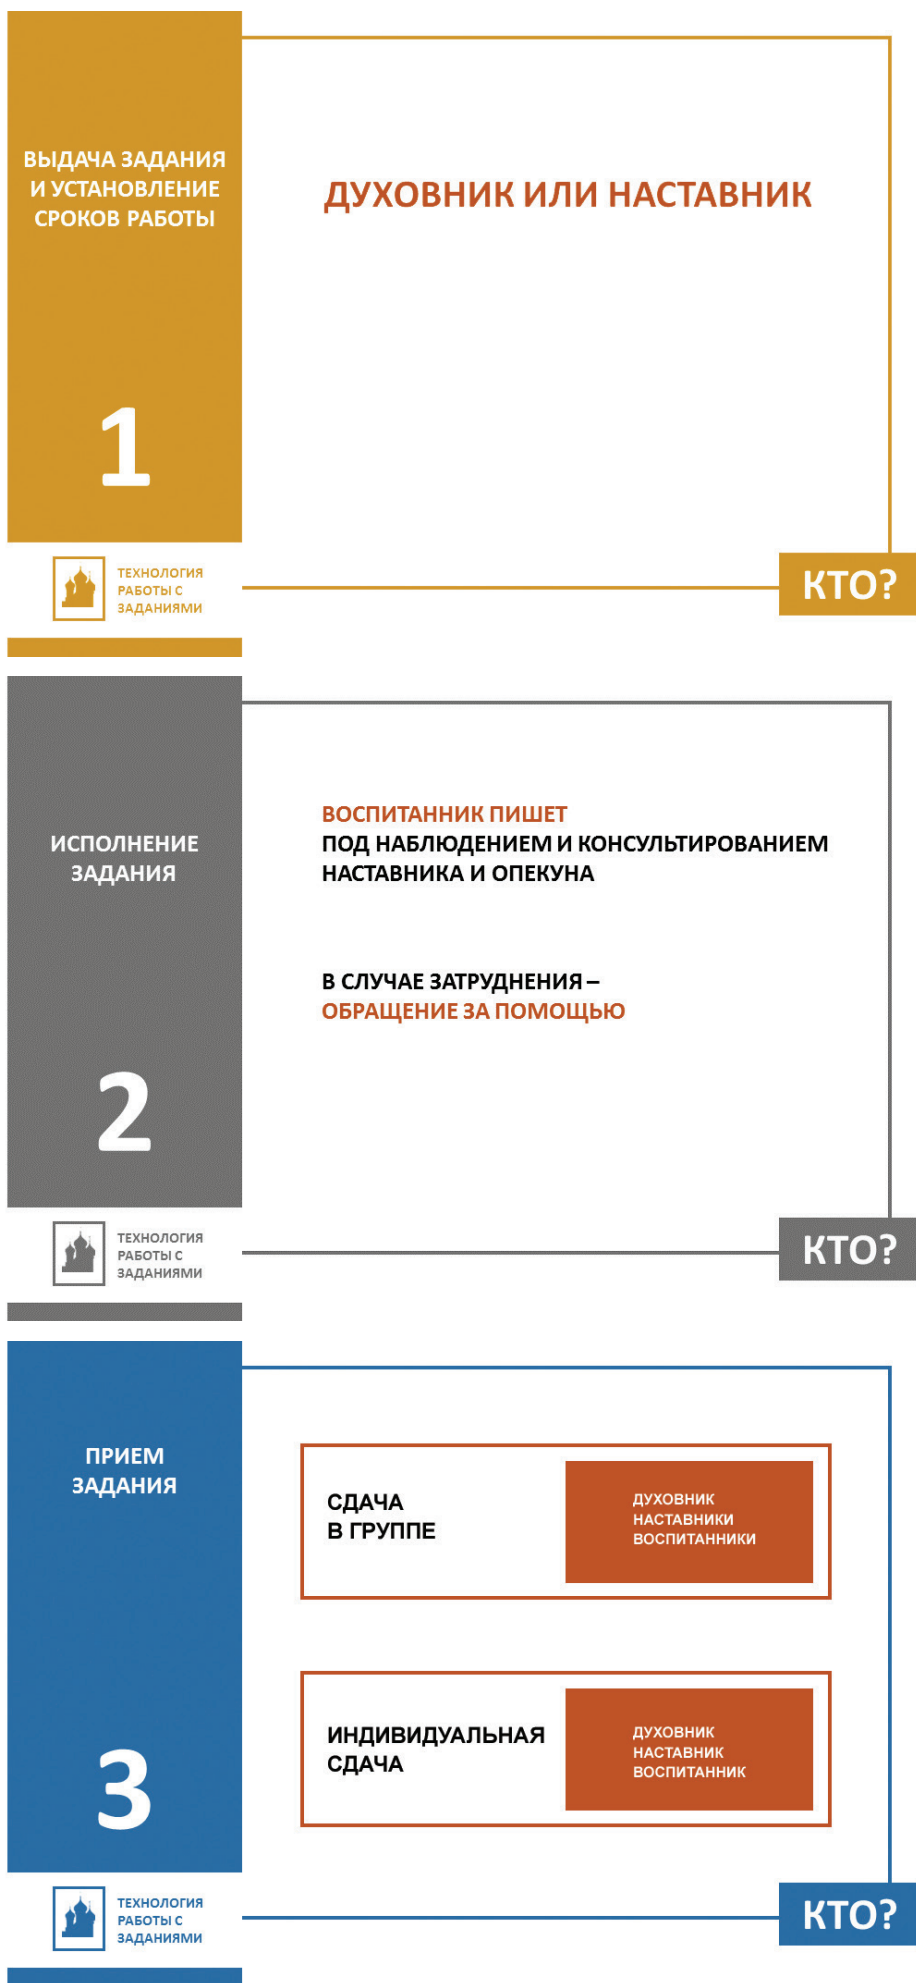 ВЫДАЧА ЗАДАНИЯ
И УСТАНОВЛЕНИЕ
СРОКОВ РАБОТЫ
1
ДУХОВНИК ИЛИ НАСТАВНИК
ТЕХНОЛОГИЯ
РАБОТЫ С
ЗАДАНИЯМИ
КТО?
ИСПОЛНЕНИЕ
ЗАДАНИЯ
2
ВОСПИТАННИК ПИШЕТ
ПОД НАБЛЮДЕНИЕМ И КОНСУЛЬТИРОВАНИЕМ
НАСТАВНИКА И ОПЕКУНА
В СЛУЧАЕ ЗАТРУДНЕНИЯ –
ОБРАЩЕНИЕ ЗА ПОМОЩЬЮ
ТЕХНОЛОГИЯ
РАБОТЫ С
ЗАДАНИЯМИ
КТО?
ПРИЕМ
ЗАДАНИЯ
3
СДАЧА
В ГРУППЕ
ДУХОВНИК
НАСТАВНИКИ
ВОСПИТАННИКИ
ИНДИВИДУАЛЬНАЯ
СДАЧА
ДУХОВНИК
НАСТАВНИК
ВОСПИТАННИК
ТЕХНОЛОГИЯ
РАБОТЫ С
ЗАДАНИЯМИ
КТО?